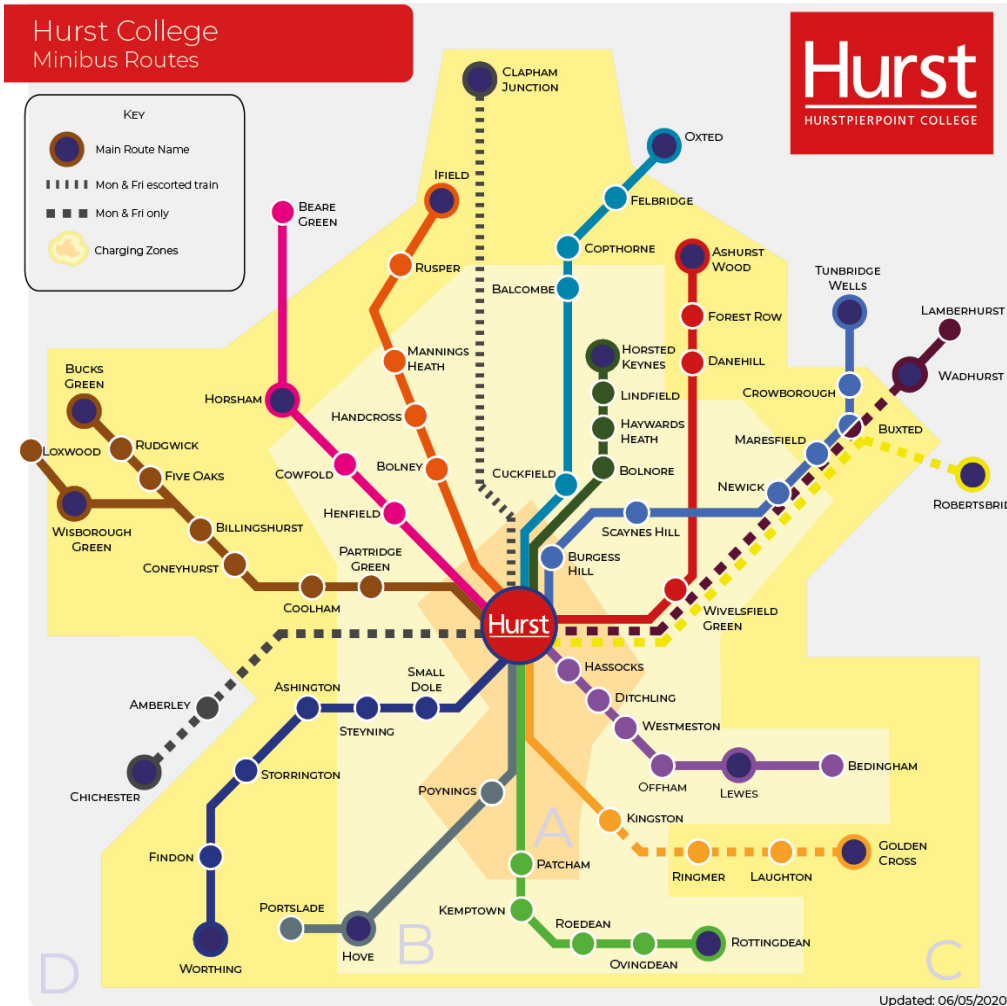 Hurst College
Minibus Routes
Hurst
HURSTPIERPOINT COLLEGE
KEY
Main Route Name
Mon & Fri escorted train
Mon & Fri only
Charging Zones
CLAPHAM
JUNCTION
OXTED
IFIELD
FELBRIDGE
BEARE
GREEN
COPTHORNE
ASHURST
WOOD
RUSPER
TUNBRIDGE
WELLS
BALCOMBE
LAMBERHURST
FOREST ROW
MANNINGS
HEATH
HORSTED
KEYNES
DANEHILL
BUCKS
GREEN
WADHURST
HORSHAM
LINDFIELD
CROWBOROUGH
HANDCROSS
HAYWARDS
HEATH
BUXTED
RUDGWICK
MARESFIELD
LOXWOOD
COWFOLD
BOLNEY
BOLNORE
FIVE OAKS
CUCKFIELD
NEWICK
ROBERTSBRID
HENFIELD
WISBOROUGH
GREEN
BILLINGSHURST
SCAYNES HILL
PARTRIDGE
GREEN
BURGESS
HILL
CONEYHURST
COOLHAM
WIVELSFIELD
GREEN
Hurst
HASSOCKS
SMALL
DOLE
ASHINGTON
DITCHLING
AMBERLEY
STEYNING
WESTMESTON
BEDINGHAM
STORRINGTON
OFFHAM
LEWES
CHICHESTER
POYNINGS
KINGSTON
A
GOLDEN
CROSS
FINDON
PATCHAM
RINGMER
LAUGHTON
PORTSLADE
KEMPTOWN
ROEDEAN
ROTTINGDEAN
HOVE
B
OVINGDEAN
WORTHING
D
C
Updated: 06/05/2020